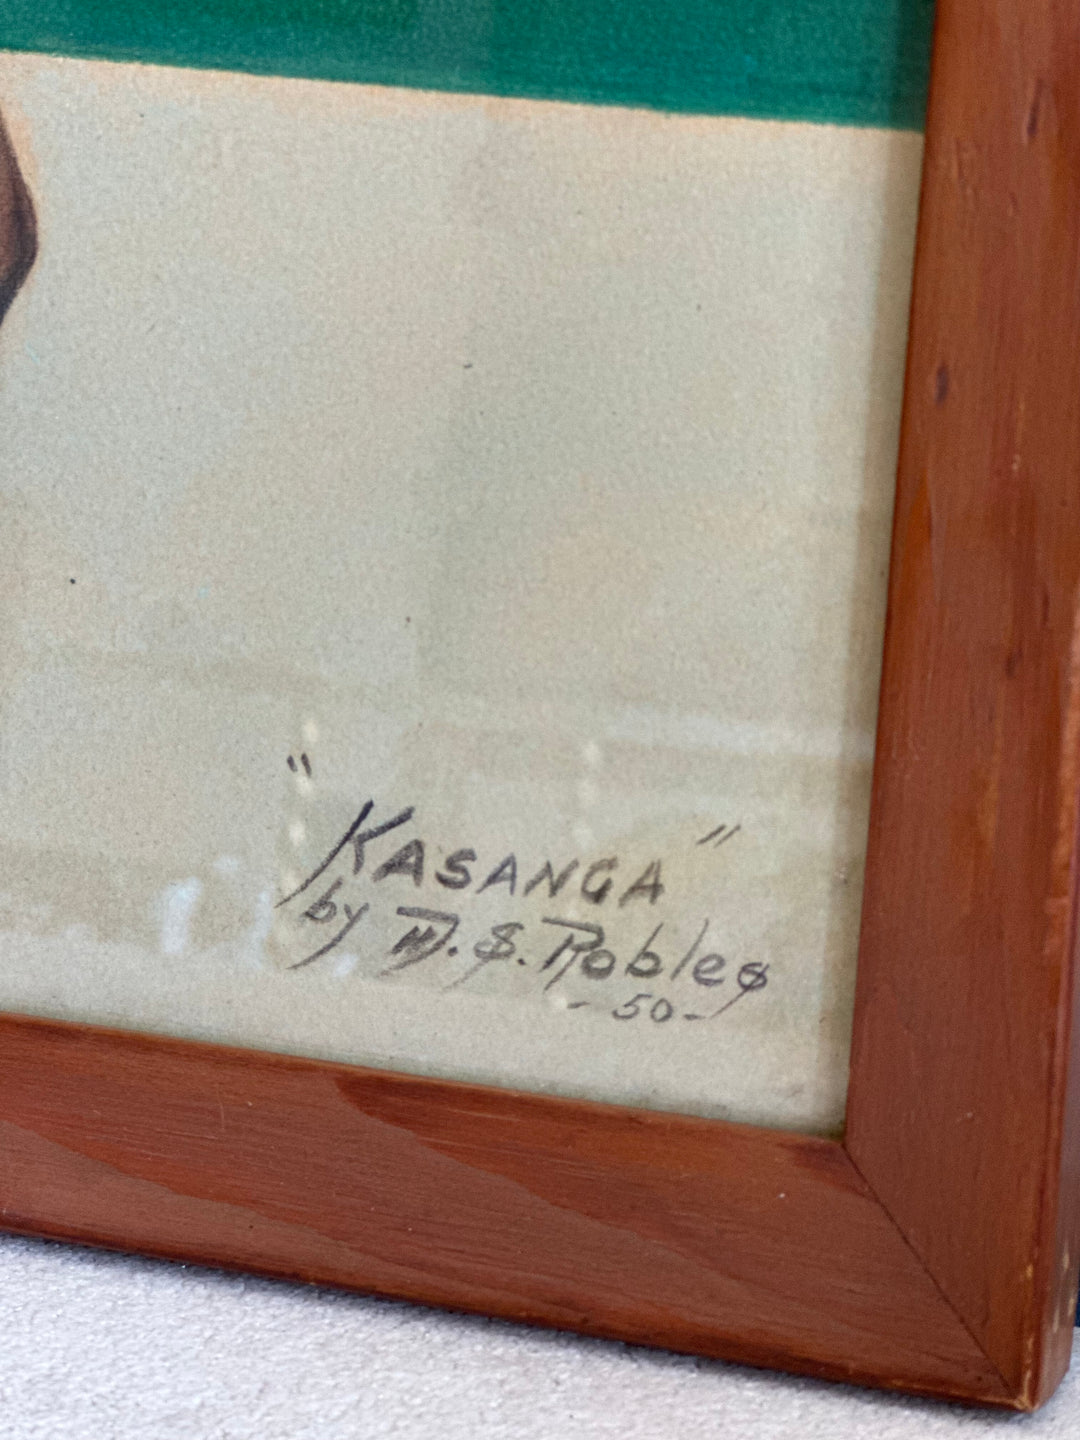 "KASANGA"
by D. S. Robles
-50-